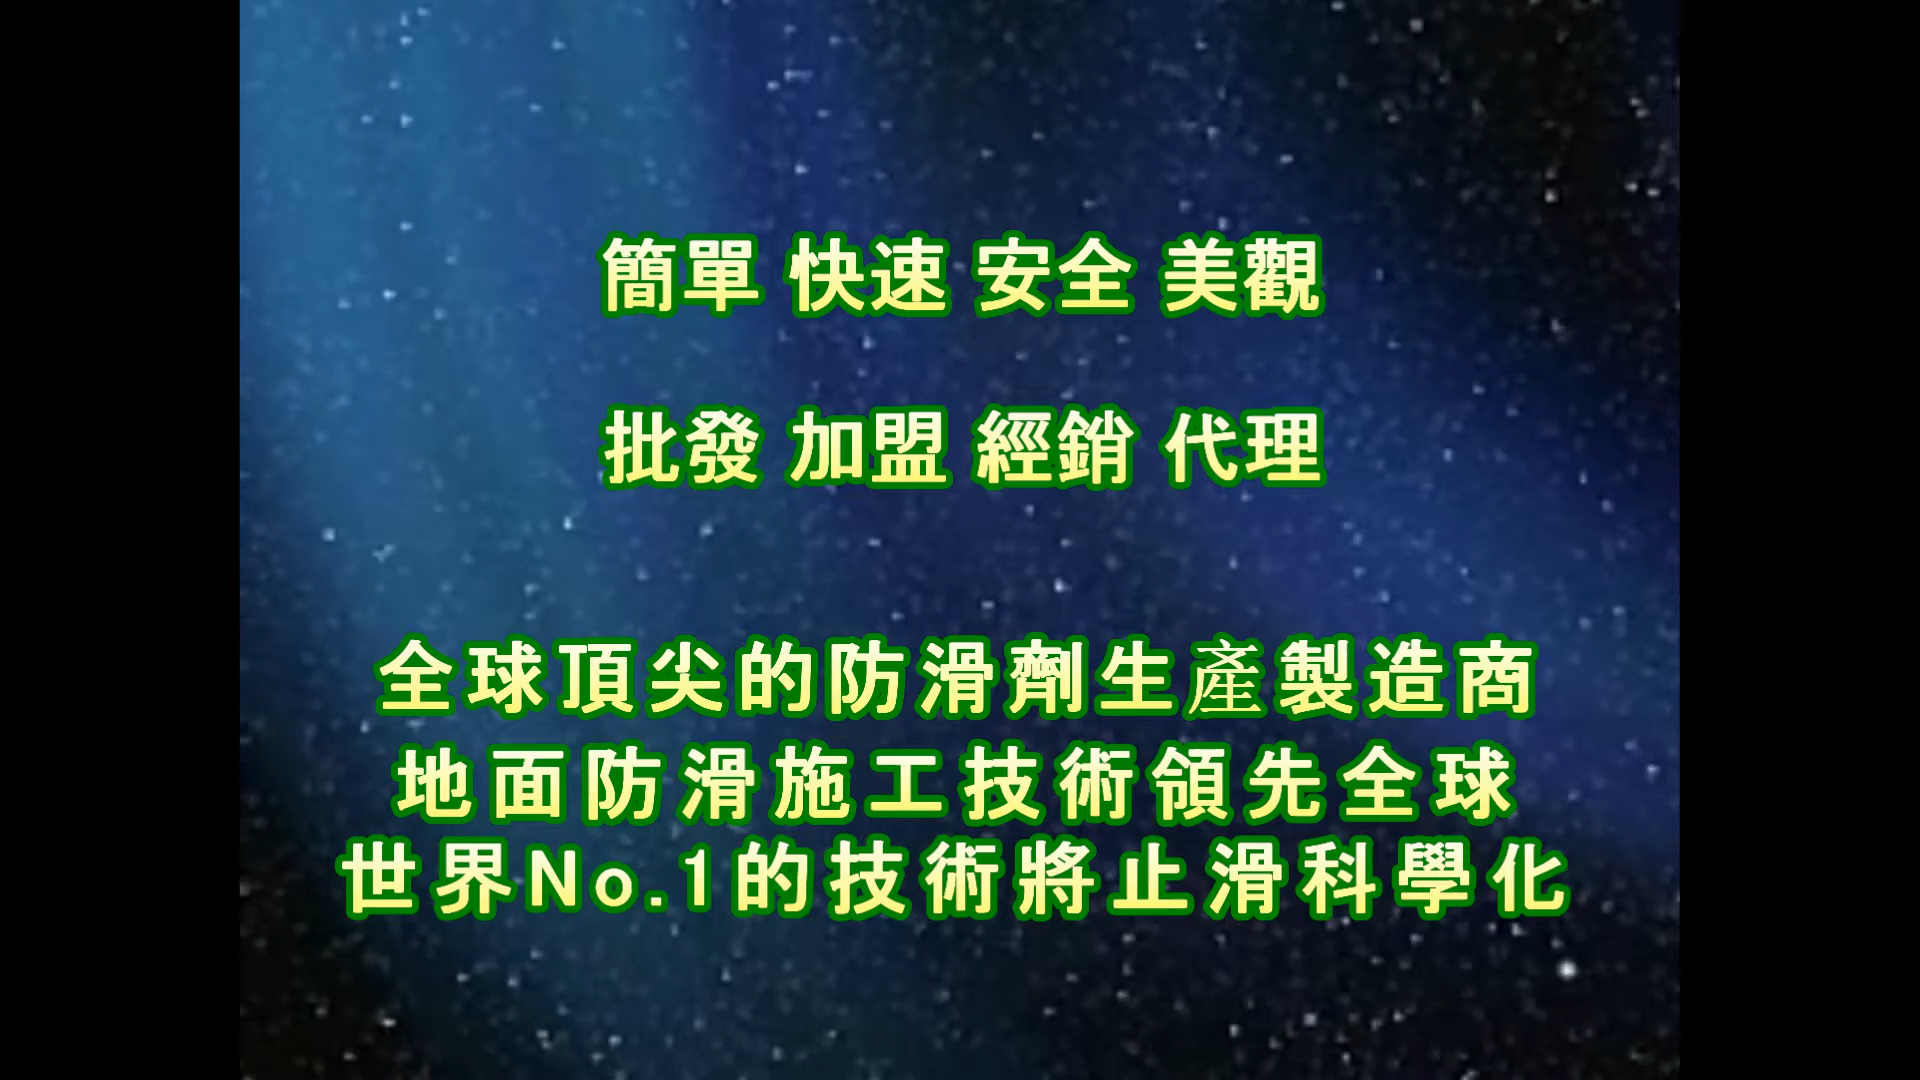 簡單 快速 安全 美觀
批發 加盟 經銷 代理
全球頂尖的防滑劑生產製造商
地面防滑施工技術領先全球
世界No.1的技術將止滑科學化